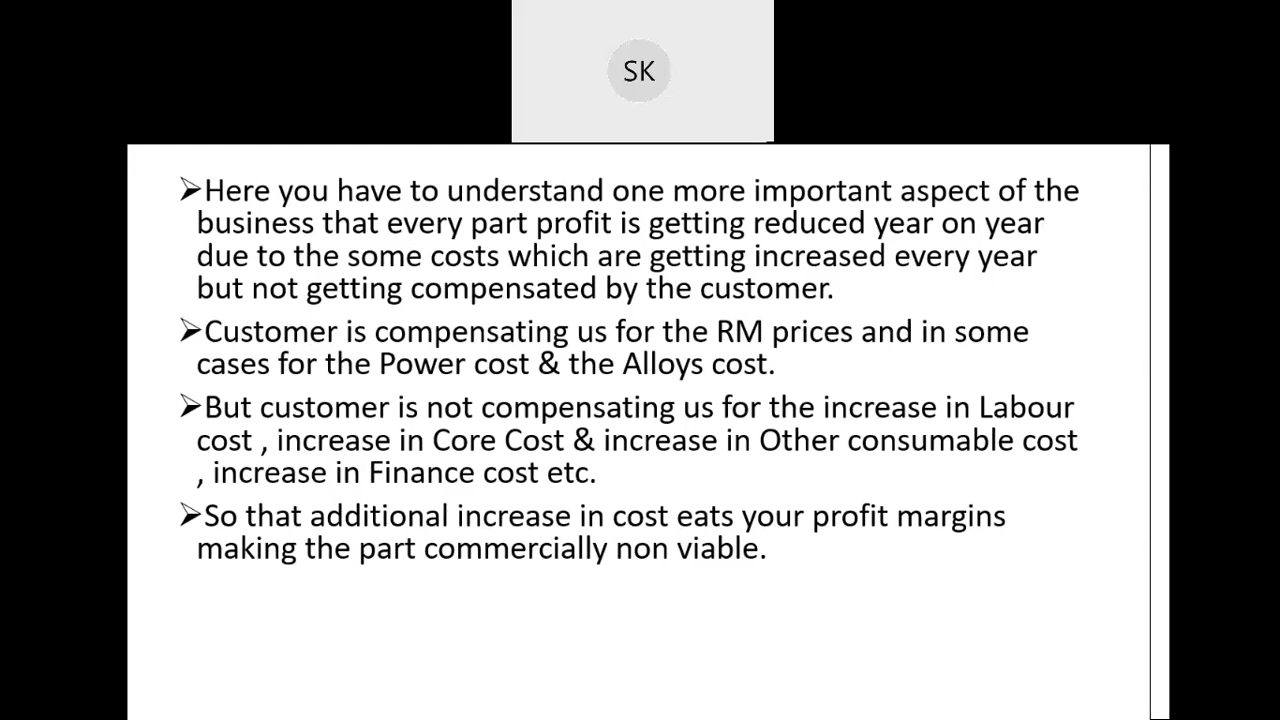 SK
➢Here you have to understand one more important aspect of the
business that every part profit is getting reduced year on year
due to the some costs which are getting increased every year
but not getting compensated by the customer.
➢Customer is compensating us for the RM prices and in some
cases for the Power cost & the Alloys cost.
➢But customer is not compensating us for the increase in Labour
cost , increase in Core Cost & increase in Other consumable cost
, increase in Finance cost etc.
➢So that additional increase in cost eats your profit margins
making the part commercially non viable.